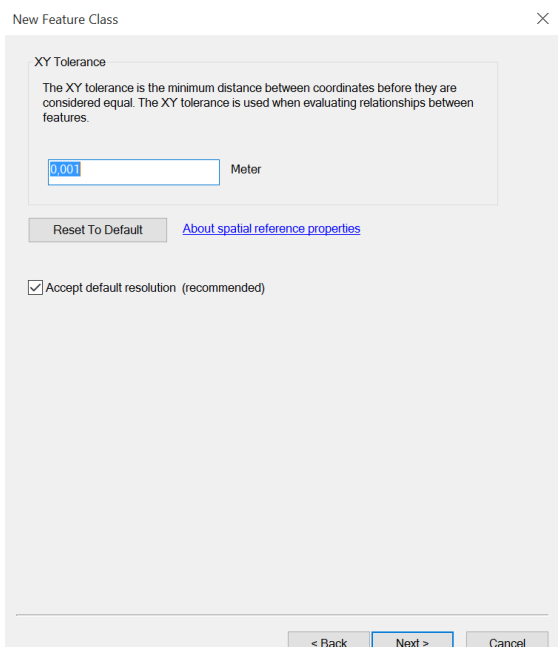 New Feature Class
XY Tolerance
The XY tolerance is the minimum distance between coordinates before they are
considered equal. The XY tolerance is used when evaluating relationships between
features.
0,001 Meter
Reset To Default About spatial reference properties
Accept default resolution (recommended)
< Back Next > Cancel